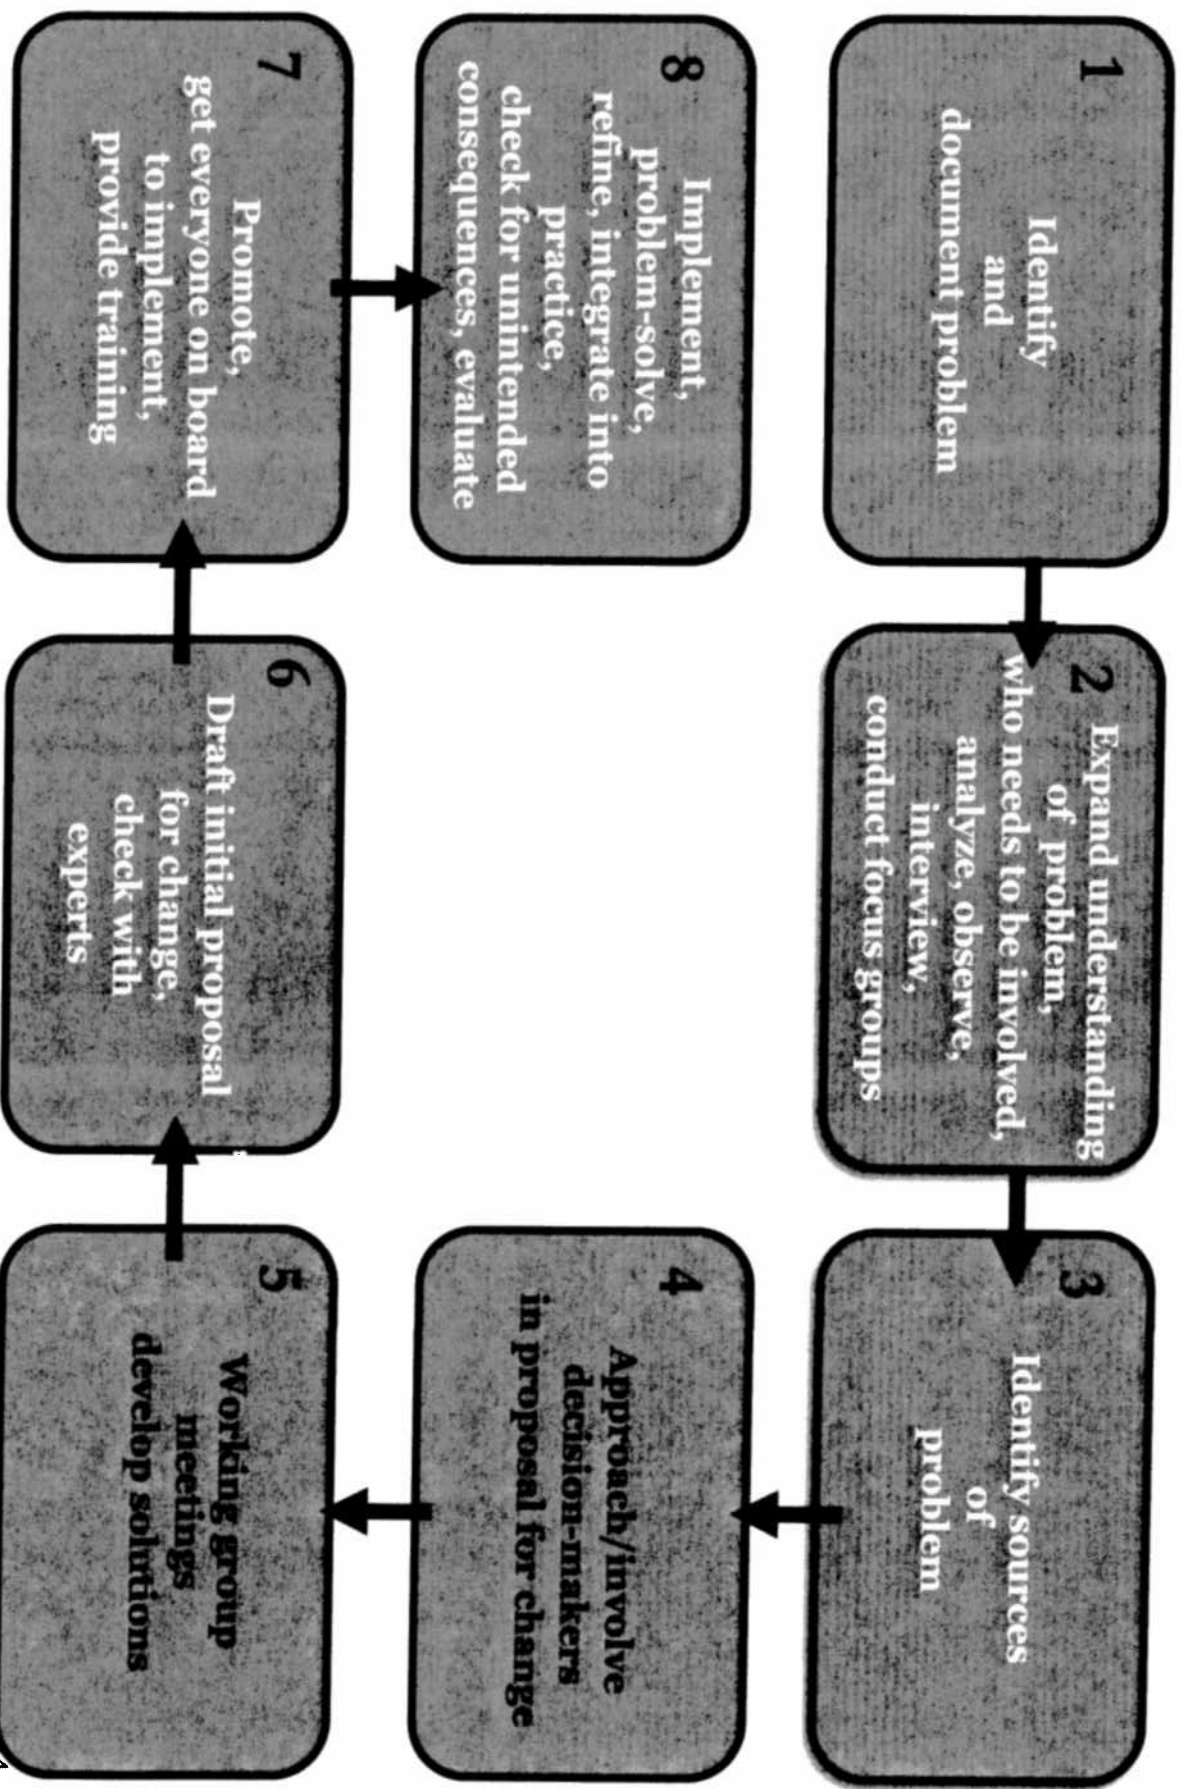 1
Identify
and
document problem
2
Expand understanding
of problem,
who needs to be involved,
analyze, observe,
interview,
conduct focus groups
3
Identify sources
of
problem
4
Approach/involve
decision-makers
in proposal for change
5
Working group
meetings
develop solutions
6
Draft initial proposal
for change,
check with
experts
7
Promote,
get everyone on board
to implement,
provide training
8
Implement,
problem-solve,
refine, integrate into
practice,
check for unintended
consequences, evaluate